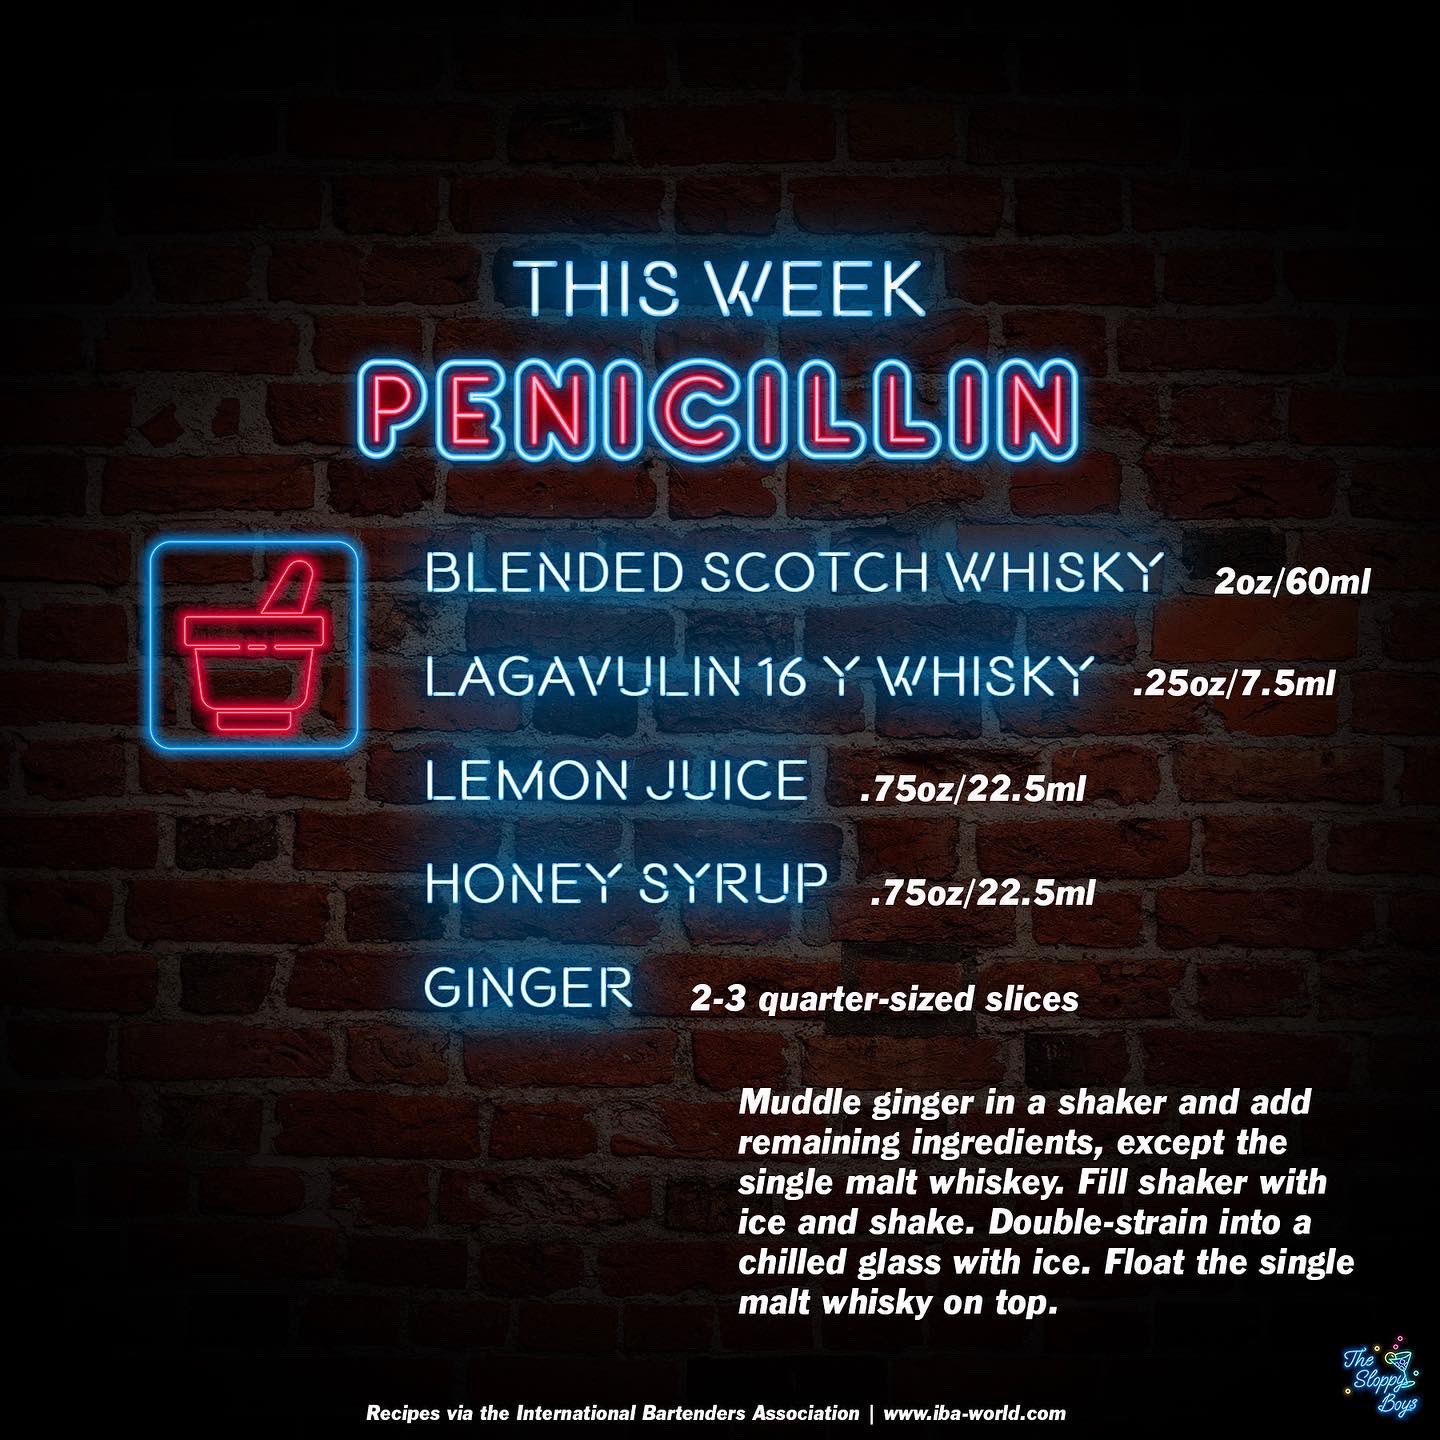 THIS WEEK
PENICILLIN
BLENDED SCOTCH WHISKY 2oz/60ml
LAGAVULIN 16 Y WHISKY .25oz/7.5ml
LEMON JUICE .75oz/22.5ml
HONEY SYRUP .75oz/22.5ml
GINGER 2-3 quarter-sized slices
Muddle ginger in a shaker and add
remaining ingredients, except the
single malt whiskey. Fill shaker with
ice and shake. Double-strain into a
chilled glass with ice. Float the single
malt whisky on top.
The
Sloppy
Boys
Recipes via the International Bartenders Association | www.iba-world.com